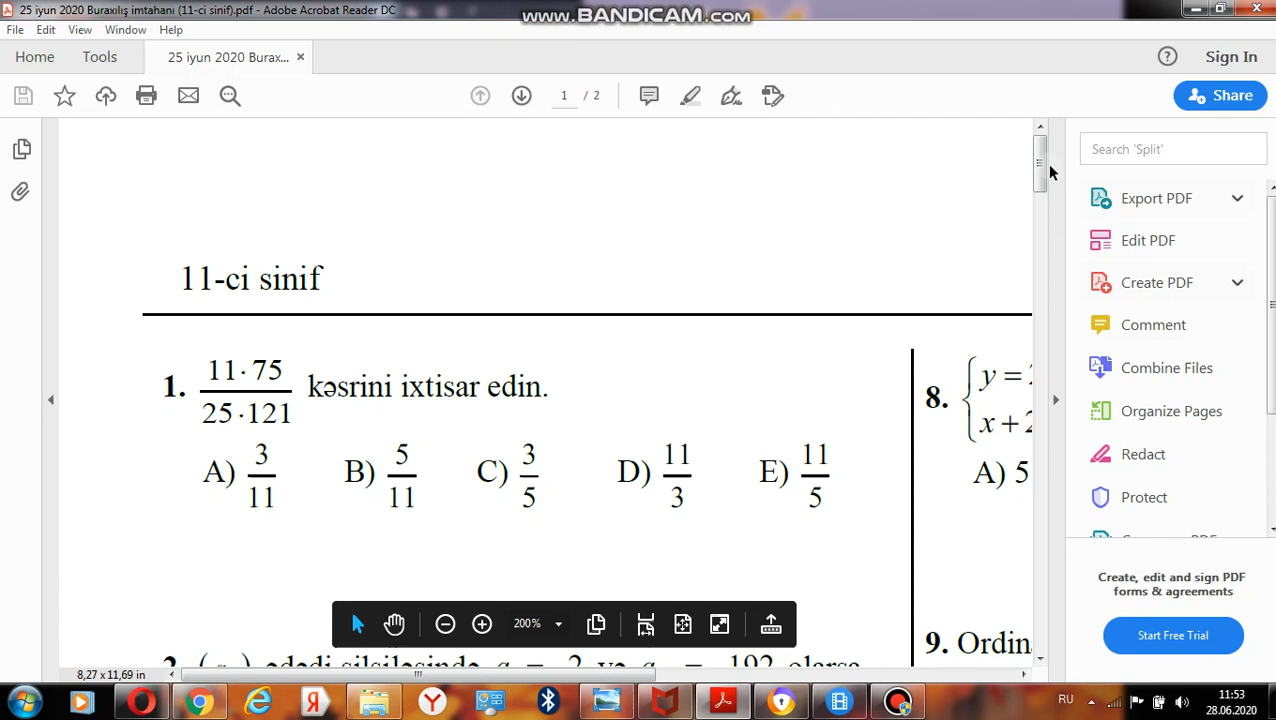 25 iyun 2020 Buraxılış imtahanı (11-ci sinif).pdf - Adobe Acrobat Reader DC
www.BANDICAM.com
File Edit View Window Help
Home Tools 25 iyun 2020 Burax... × Sign In
1 / 2 Share
Search 'Split'
Export PDF
Edit PDF
Create PDF
Comment
Combine Files
Organize Pages
Redact
Protect
Create, edit and sign PDF
forms & agreements
Start Free Trial
11-ci sinif
1. 11·75 / 25·121 kəsrini ixtisar edin.
A) 3/11 B) 5/11 C) 3/5 D) 11/3 E) 11/5
8. { y =
x + 2
A) 5
9. Ordin
200%
8,27 x 11,69 in
RU 11:53
28.06.2020